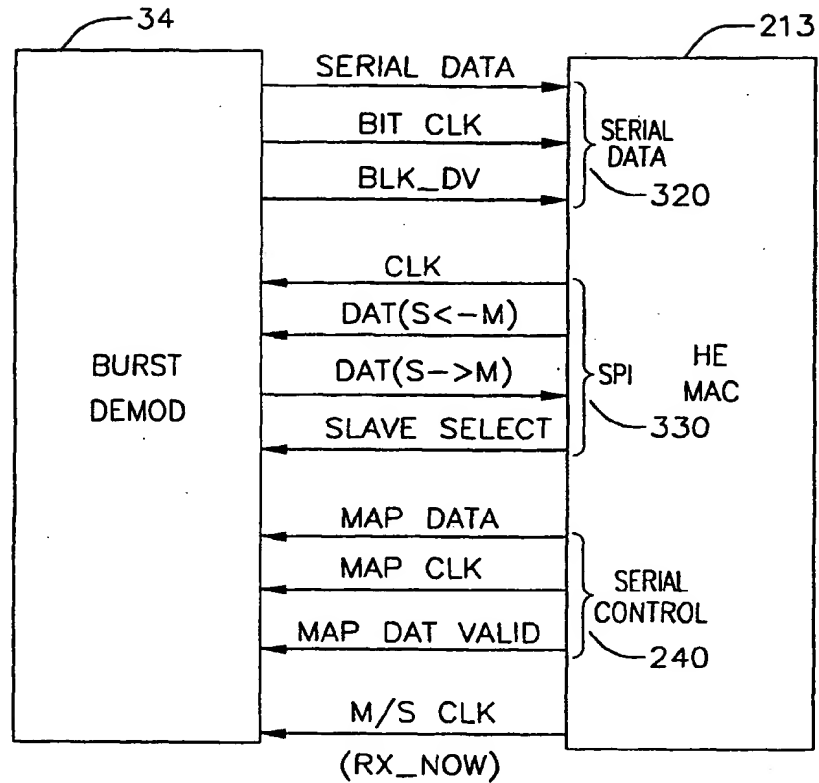 34
213
SERIAL DATA
BIT CLK
BLK_DV
SERIAL
DATA
320
CLK
DAT(S<-M)
DAT(S->M)
SLAVE SELECT
SPI
330
BURST
DEMOD
HE
MAC
MAP DATA
MAP CLK
MAP DAT VALID
SERIAL
CONTROL
240
M/S CLK
(RX_NOW)